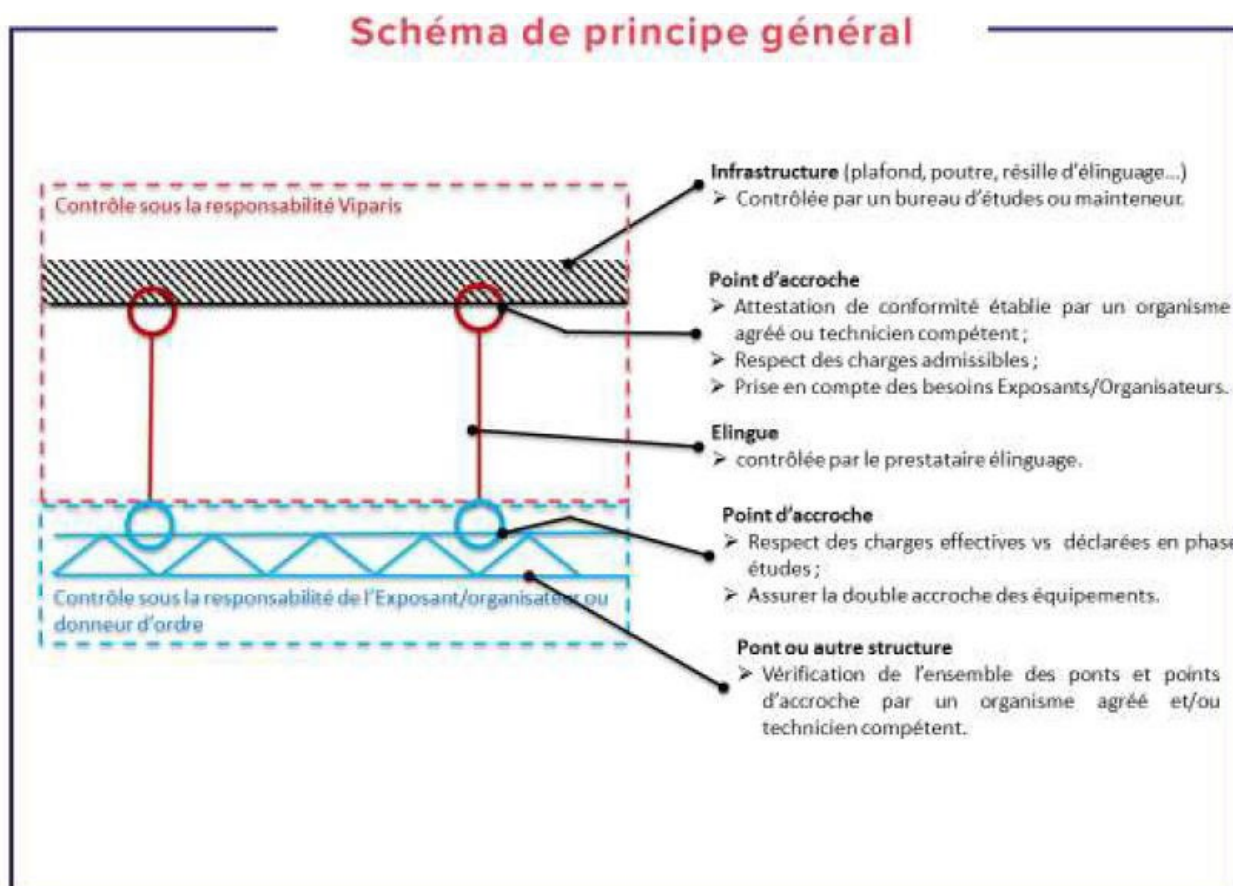 Schéma de principe général
Contrôle sous la responsabilité Viparis
Infrastructure (plafond, poutre, résille d'élinguage...)
➢ Contrôlée par un bureau d'études ou mainteneur.
Point d'accroche
➢ Attestation de conformité établie par un organisme
agréé ou technicien compétent ;
➢ Respect des charges admissibles ;
➢ Prise en compte des besoins Exposants/Organisateurs.
Elingue
➢ contrôlée par le prestataire élinguage.
Point d'accroche
➢ Respect des charges effectives vs déclarées en phase
études ;
➢ Assurer la double accroche des équipements.
Contrôle sous la responsabilité de l'Exposant/organisateur ou
donneur d'ordre
Pont ou autre structure
➢ Vérification de l'ensemble des ponts et points
d'accroche par un organisme agréé et/ou
technicien compétent.